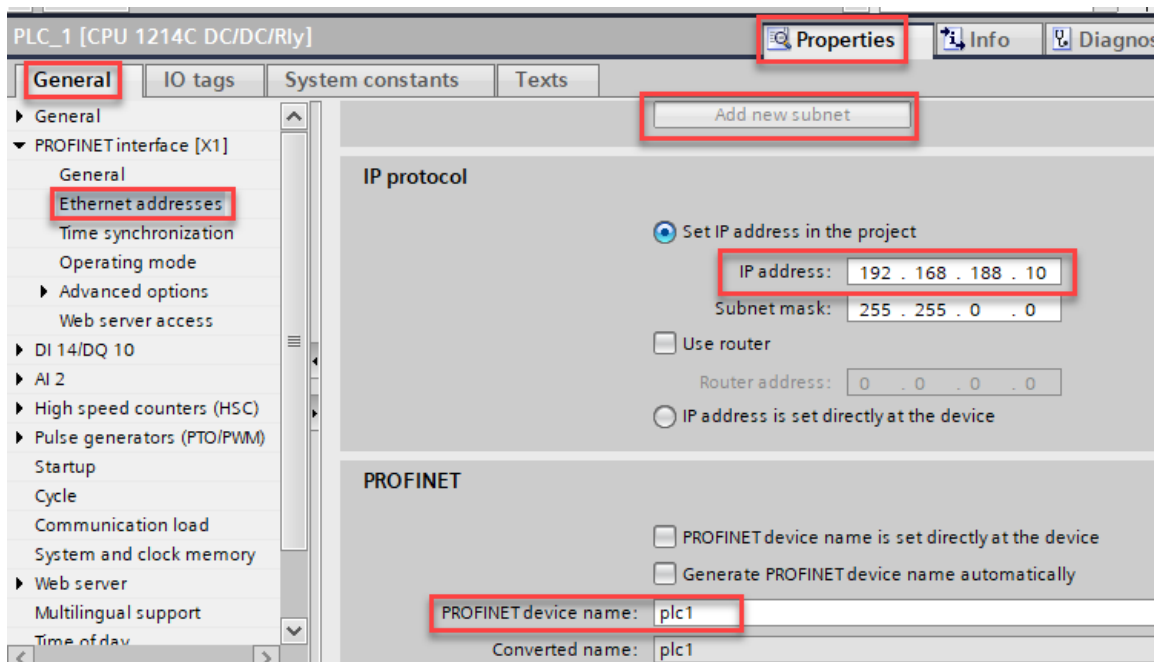 PLC_1 [CPU 1214C DC/DC/Rly]
Properties
Info
Diagnos
General
IO tags
System constants
Texts
General
PROFINET interface [X1]
General
Ethernet addresses
Time synchronization
Operating mode
Advanced options
Web server access
DI 14/DQ 10
AI 2
High speed counters (HSC)
Pulse generators (PTO/PWM)
Startup
Cycle
Communication load
System and clock memory
Web server
Multilingual support
Time of day
Add new subnet
IP protocol
Set IP address in the project
IP address: 192 . 168 . 188 . 10
Subnet mask: 255 . 255 . 0 . 0
Use router
Router address: 0 . 0 . 0 . 0
IP address is set directly at the device
PROFINET
PROFINET device name is set directly at the device
Generate PROFINET device name automatically
PROFINET device name: plc1
Converted name: plc1